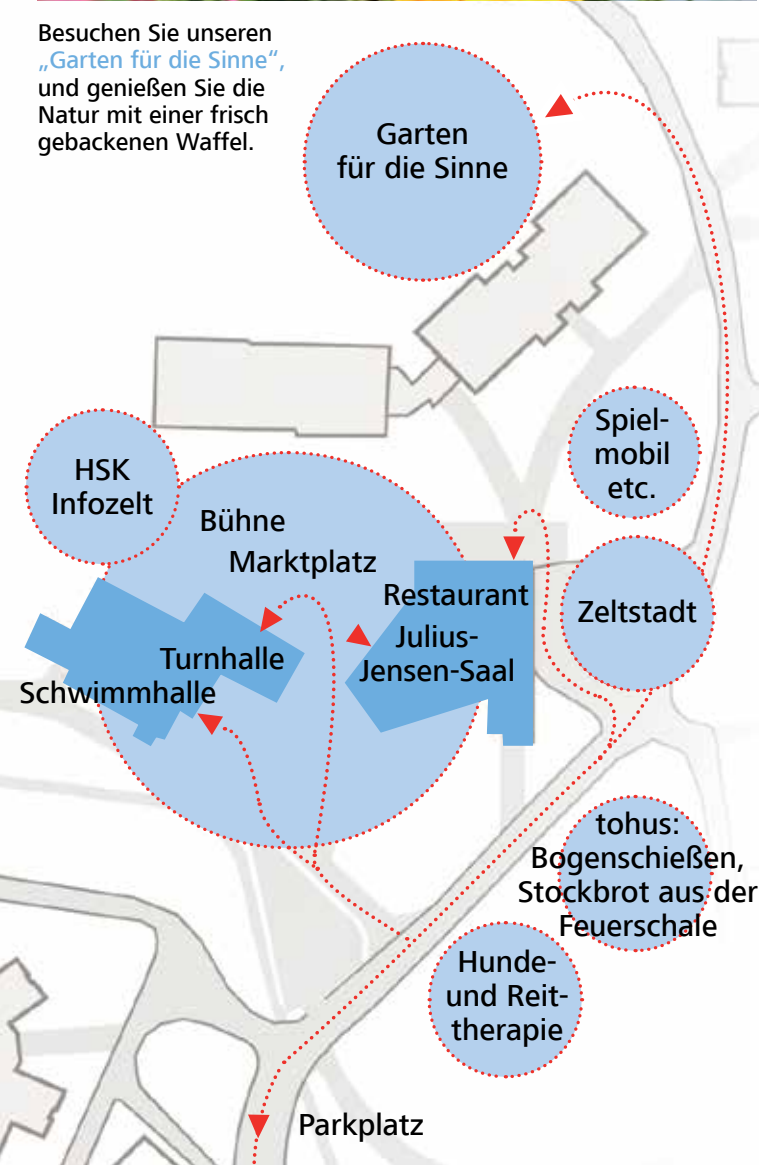 Besuchen Sie unseren
„Garten für die Sinne“,
und genießen Sie die
Natur mit einer frisch
gebackenen Waffel.
Garten
für die Sinne
Spiel-
mobil
etc.
HSK
Infozelt
Bühne
Marktplatz
Restaurant
Julius-
Jensen-Saal
Zeltstadt
Turnhalle
Schwimmhalle
tohus:
Bogenschießen,
Stockbrot aus der
Feuerschale
Hunde-
und Reit-
therapie
Parkplatz